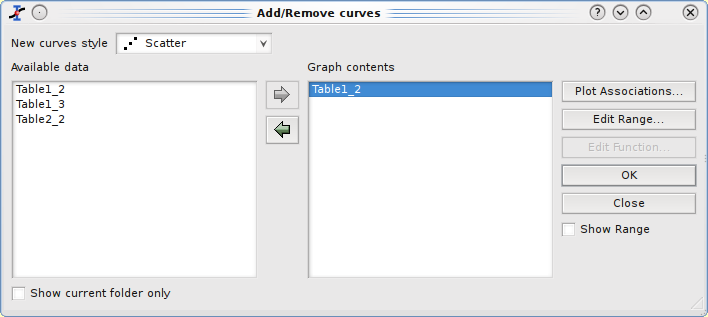 Add/Remove curves
New curves style Scatter
Available data
Graph contents
Table1_2
Table1_3
Table2_2
Table1_2
Plot Associations...
Edit Range...
Edit Function...
OK
Close
Show Range
Show current folder only